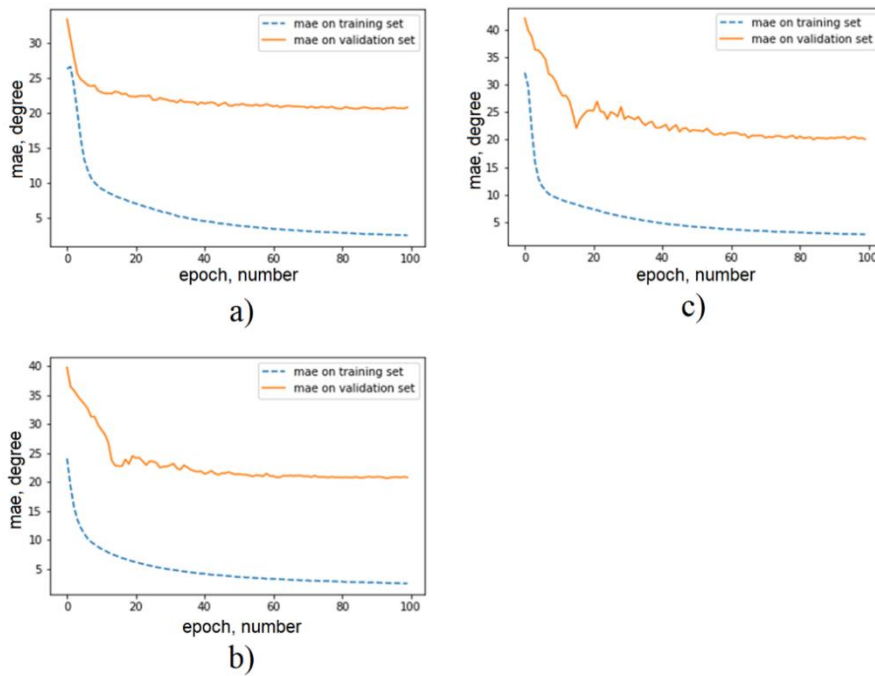 mae on training set
mae on validation set
30
25
20
15
10
5
mae, degree
0 20 40 60 80 100
epoch, number
a)
mae on training set
mae on validation set
40
35
30
25
20
15
10
5
mae, degree
0 20 40 60 80 100
epoch, number
c)
mae on training set
mae on validation set
40
35
30
25
20
15
10
5
mae, degree
0 20 40 60 80 100
epoch, number
b)